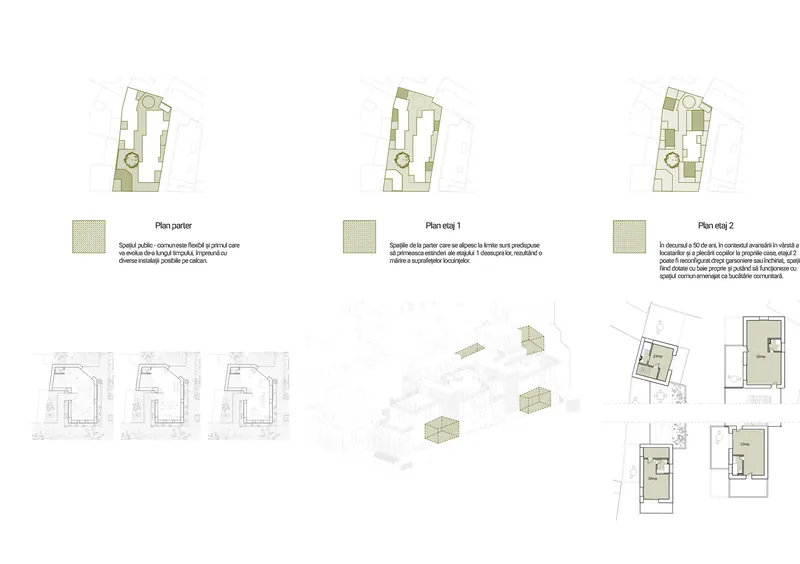 Plan parter
Spațiul public - comun este flexibil și primul care
va evolua de-a lungul timpului, împreună cu
diverse instalații posibile pe calcan.
Plan etaj 1
Spațiile de la parter care se alipesc la limite sunt predispuse
să primeasca estinderi ale etajului 1 deasupra lor, rezultând o
mărire a suprafețelor locuințelor.
Plan etaj 2
În decursul a 50 de ani, în contextul avansării în vârstă a
locatarilor și a plecării copiilor la propriile case, etajul 2
poate fi reconfigurat drept garsoniere sau închiriat, spați
fiind dotate cu baie proprie și putând să funcționeze cu
spațiul comun amenajat ca bucătărie comunitară.